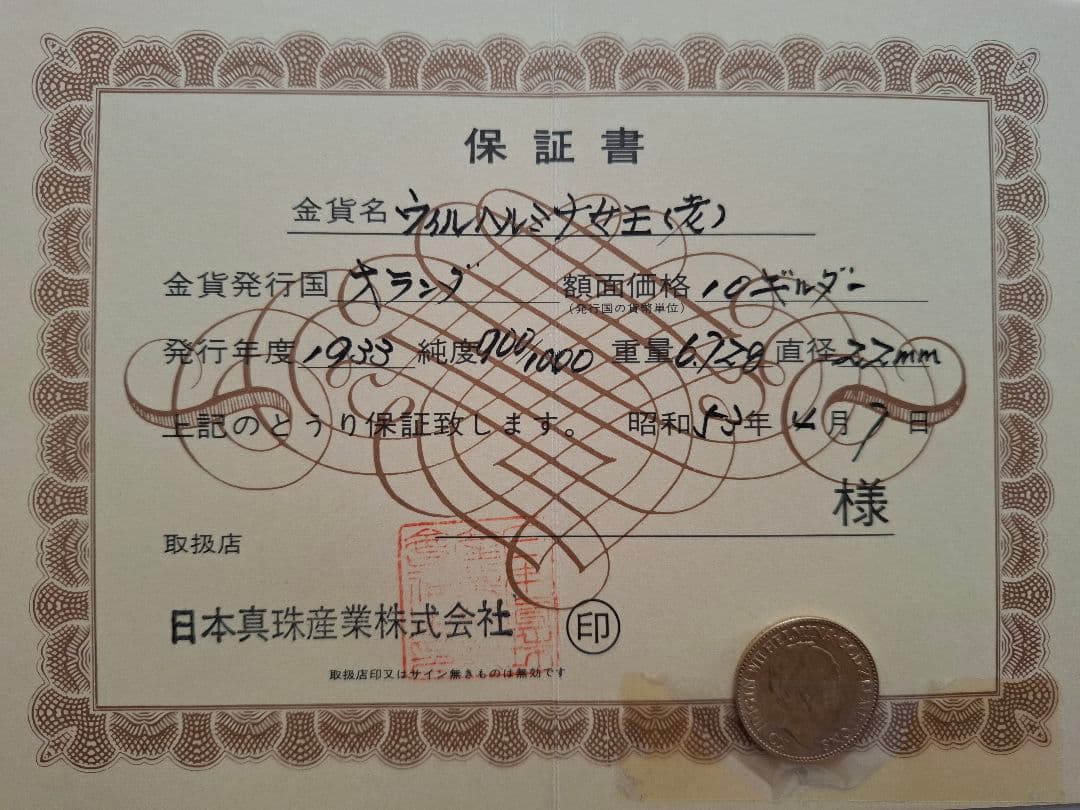 保証書
金貨名 ウィルヘルミナ女王(老)
金貨発行国 オランダ 額面価格 10ギルダー
(発行国の貨幣単位)
発行年度 1933 純度 900/1000 重量 6.72g 直径 22mm
上記のとうり保証致します。 昭和53年 4月 7日
様
取扱店
日本真珠産業株式会社 印
取扱店印又はサイン無きものは無効です